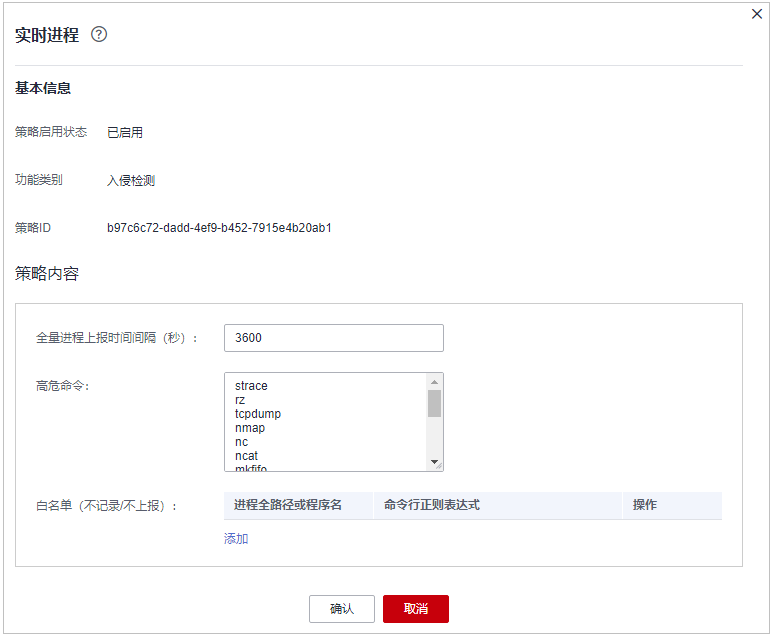 实时进程
基本信息
策略启用状态 已启用
功能类别 入侵检测
策略ID b97c6c72-dadd-4ef9-b452-7915e4b20ab1
策略内容
全量进程上报时间间隔（秒）： 3600
高危命令： strace
rz
tcpdump
nmap
nc
ncat
mkfifo
白名单（不记录/不上报）： 进程全路径或程序名 命令行正则表达式 操作
添加
确认 取消